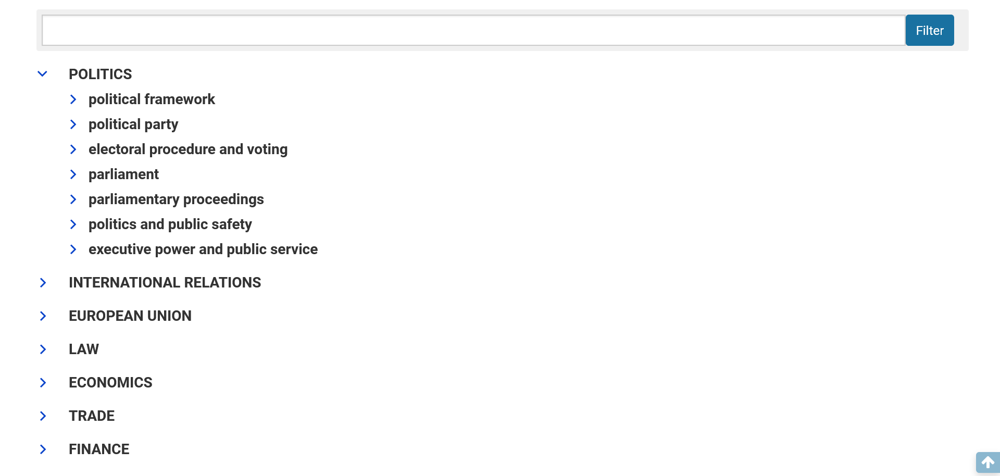 Filter
POLITICS
political framework
political party
electoral procedure and voting
parliament
parliamentary proceedings
politics and public safety
executive power and public service
INTERNATIONAL RELATIONS
EUROPEAN UNION
LAW
ECONOMICS
TRADE
FINANCE